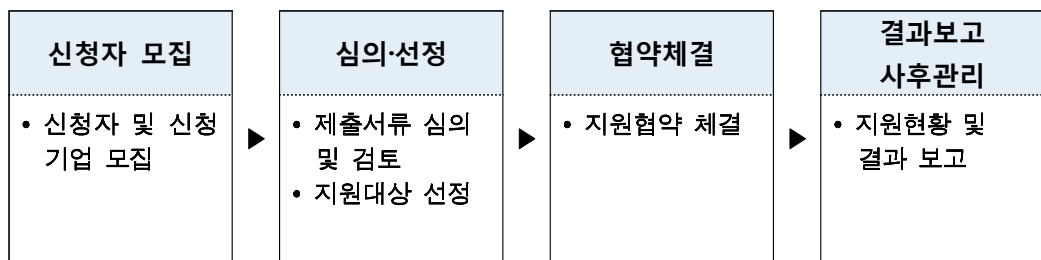 신청자 모집
• 신청자 및 신청
기업 모집
▶
심의·선정
• 제출서류 심의
및 검토
• 지원대상 선정
▶
협약체결
• 지원협약 체결
▶
결과보고
사후관리
• 지원현황 및
결과 보고